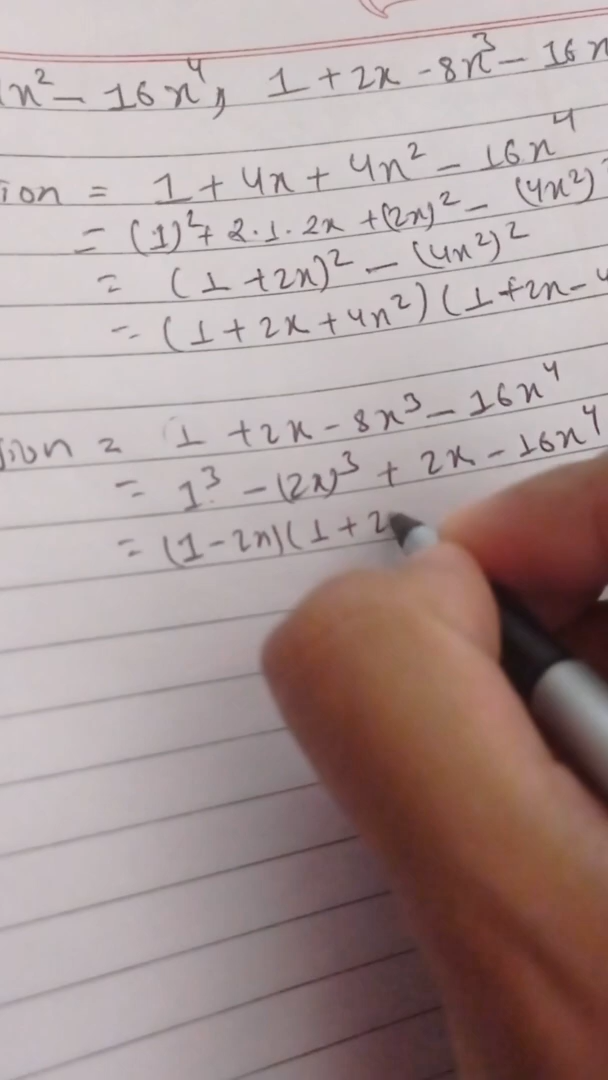 x² - 16x⁴, 1 + 2x - 8x³ - 16x
ion = 1 + 4x + 4x² - 16x⁴
= (1)² + 2.1.2x + (2x)² - (4x²)
= (1 + 2x)² - (4x²)²
= (1 + 2x + 4x²) (1 + 2x - 4
sion = 1 + 2x - 8x³ - 16x⁴
= 1³ - (2x)³ + 2x - 16x⁴
= (1 - 2x) (1 + 2